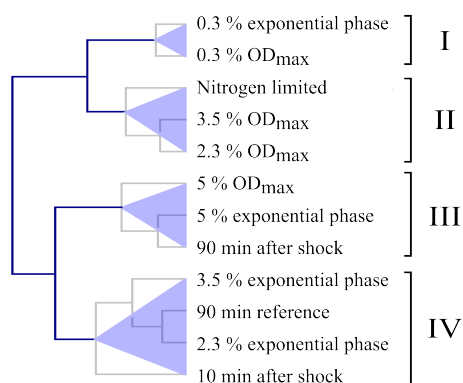 0.3 % exponential phase
0.3 % ODmax
I
Nitrogen limited
3.5 % ODmax
2.3 % ODmax
II
5 % ODmax
5 % exponential phase
90 min after shock
III
3.5 % exponential phase
90 min reference
2.3 % exponential phase
10 min after shock
IV